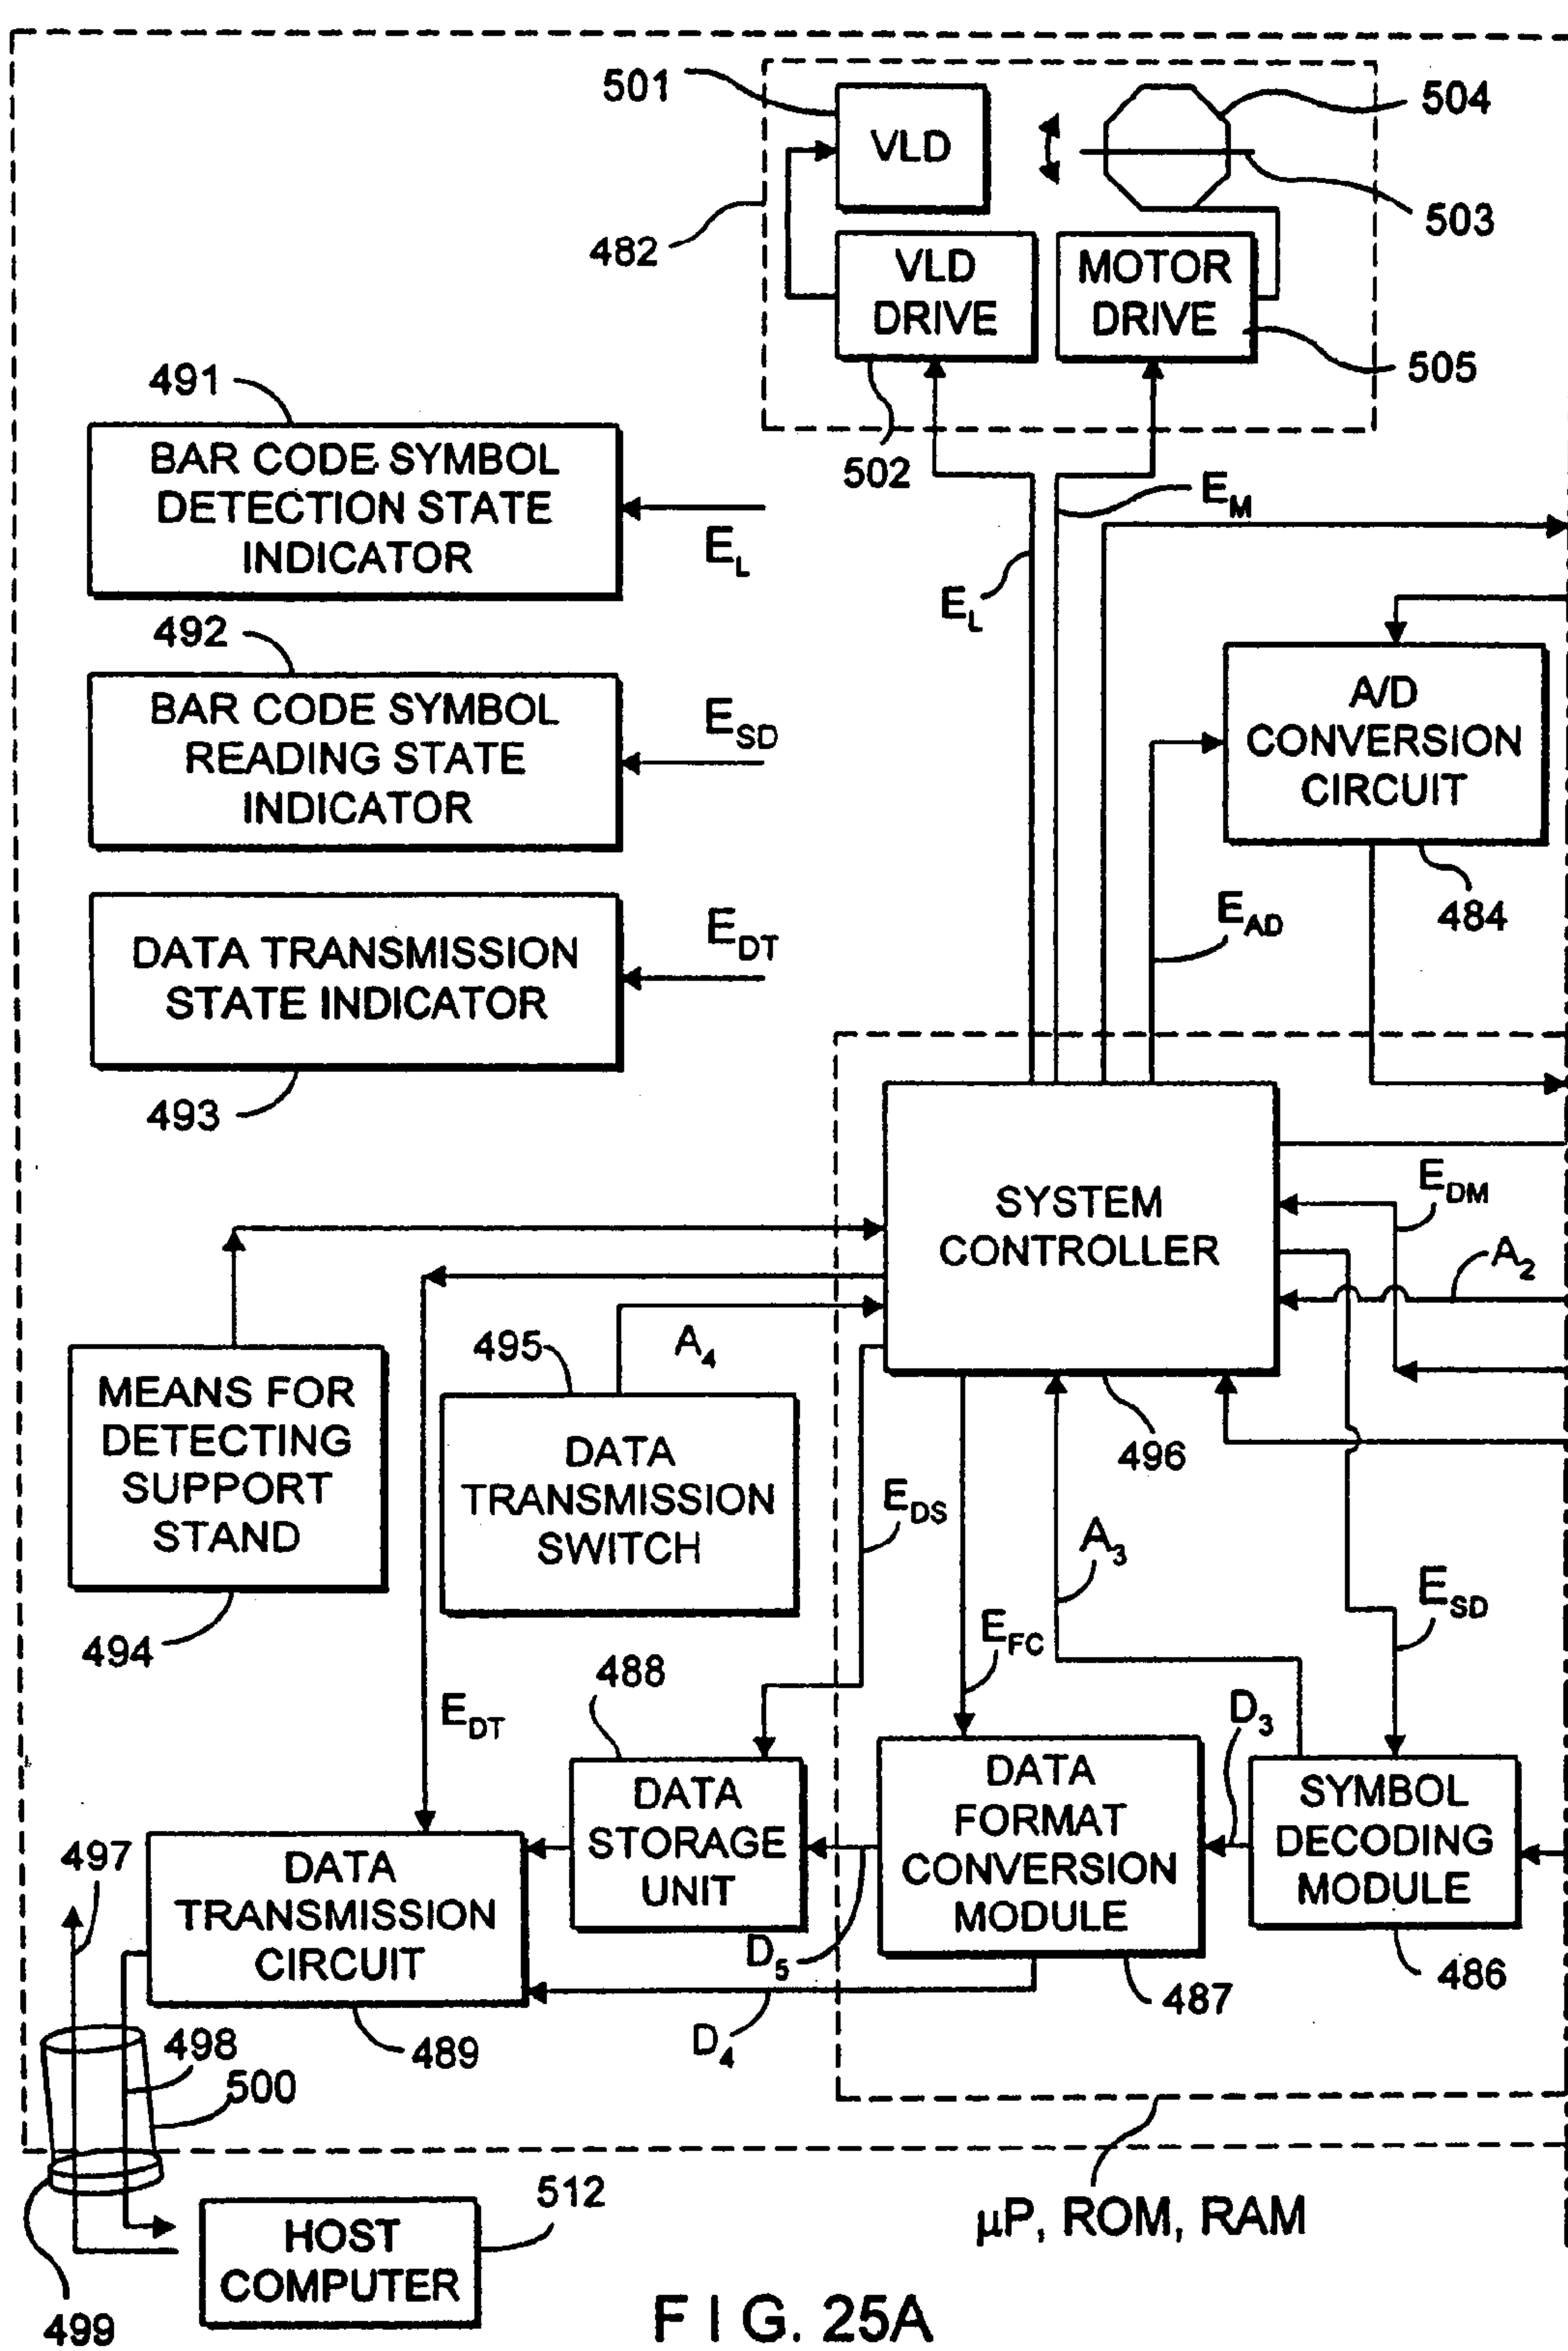 501
VLD
504
503
482
VLD
DRIVE
MOTOR
DRIVE
505
502
491
BAR CODE SYMBOL
DETECTION STATE
INDICATOR
E_L
E_M
E_L
492
BAR CODE SYMBOL
READING STATE
INDICATOR
E_SD
A/D
CONVERSION
CIRCUIT
484
DATA TRANSMISSION
STATE INDICATOR
E_DT
E_AD
493
SYSTEM
CONTROLLER
E_DM
A_2
495
A_4
MEANS FOR
DETECTING
SUPPORT
STAND
494
DATA
TRANSMISSION
SWITCH
496
E_DS
A_3
E_FC
E_SD
488
E_DT
D_3
DATA
STORAGE
UNIT
DATA
FORMAT
CONVERSION
MODULE
SYMBOL
DECODING
MODULE
497
DATA
TRANSMISSION
CIRCUIT
D_5
486
487
D_4
489
498
500
499
HOST
COMPUTER
512
µP, ROM, RAM
FIG. 25A